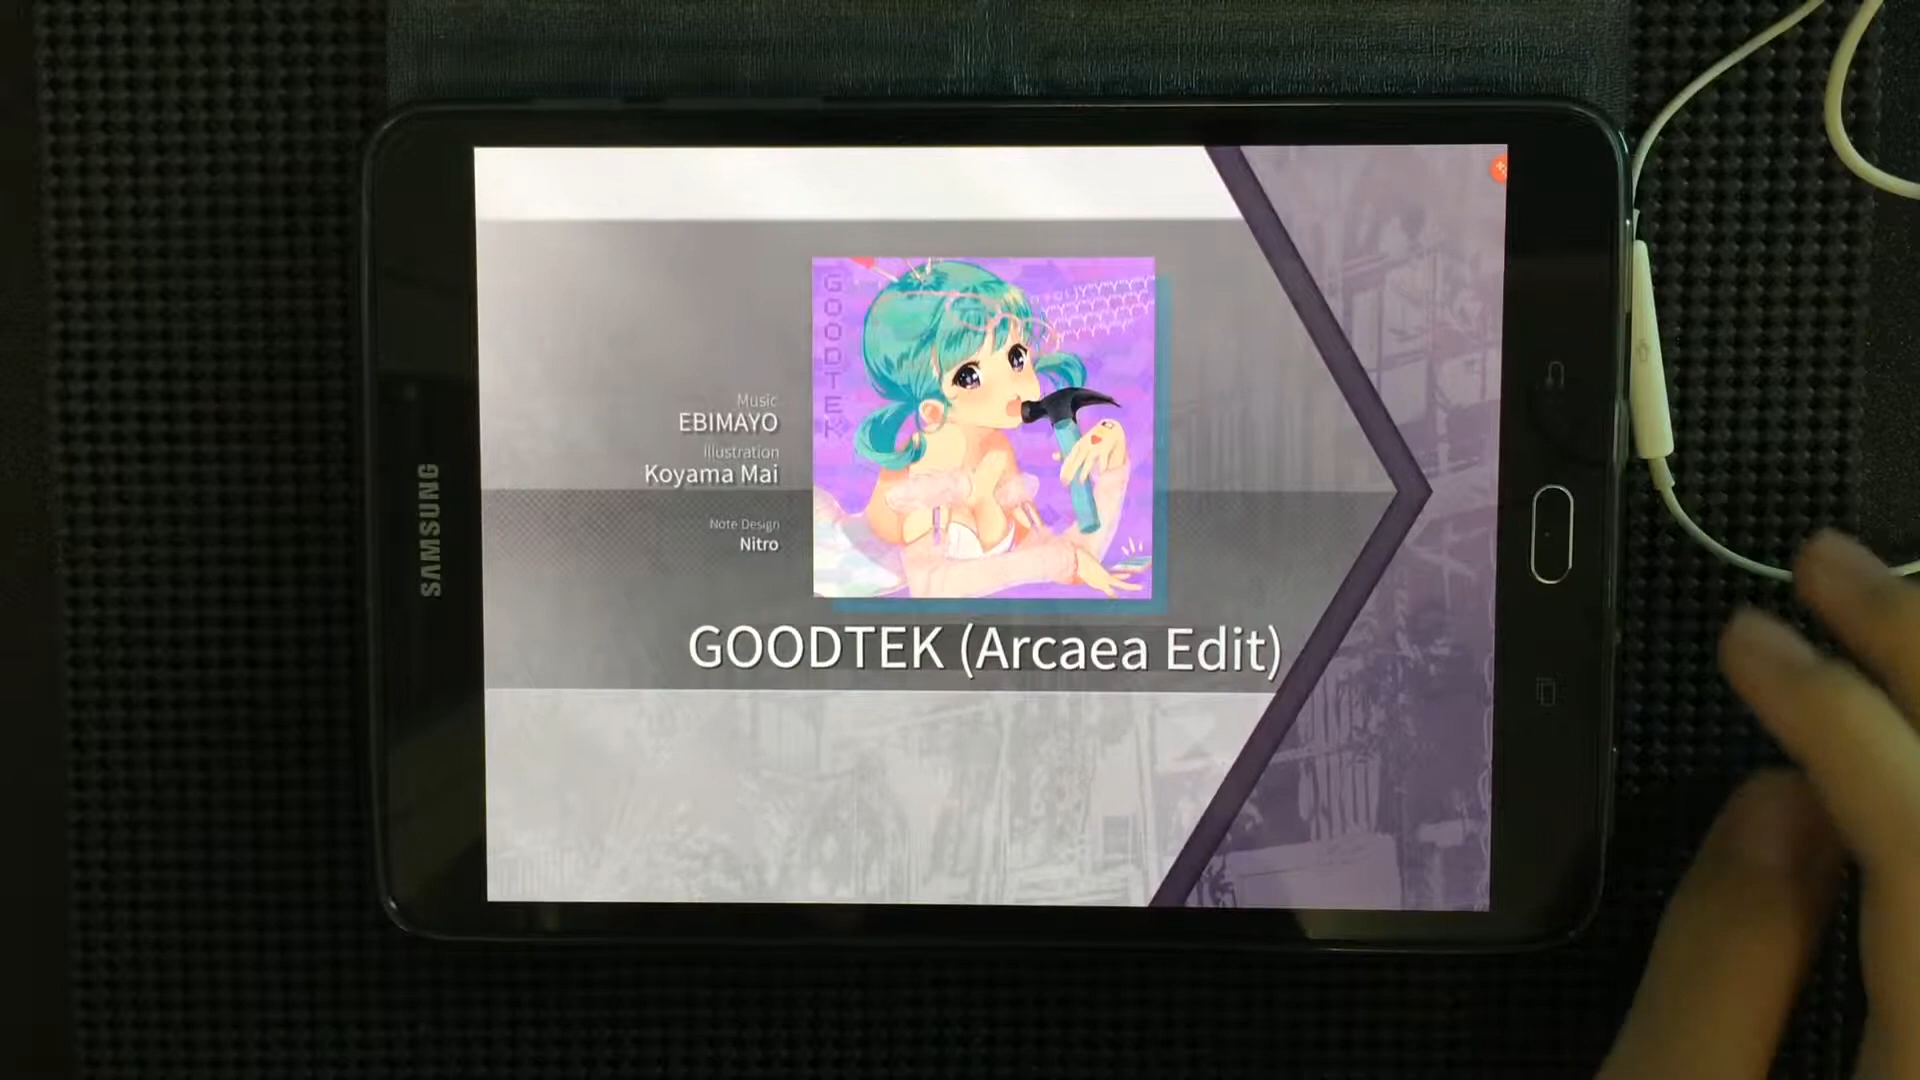 SAMSUNG
GOODTEK
Music
EBIMAYO
Illustration
Koyama Mai
Note Design
Nitro
GOODTEK (Arcaea Edit)